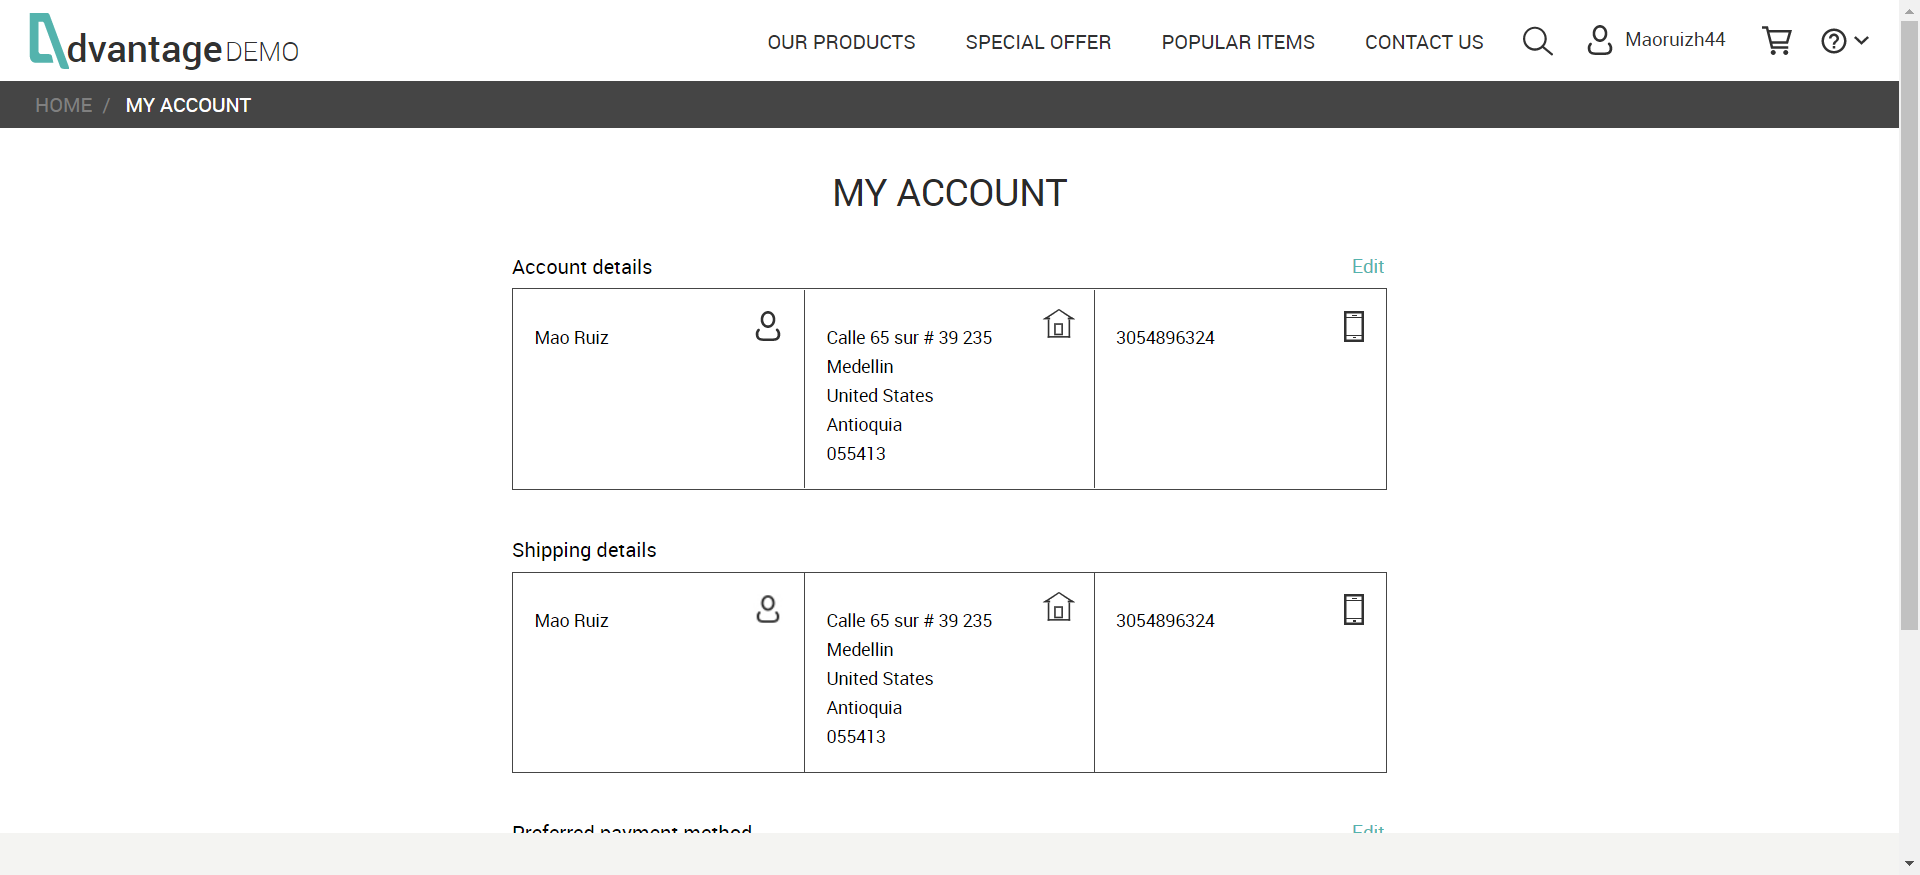 dvantage DEMO
OUR PRODUCTS SPECIAL OFFER POPULAR ITEMS CONTACT US Maoruizh44
HOME / MY ACCOUNT
MY ACCOUNT
Account details Edit
Mao Ruiz
Calle 65 sur # 39 235
Medellin
United States
Antioquia
055413
3054896324
Shipping details
Mao Ruiz
Calle 65 sur # 39 235
Medellin
United States
Antioquia
055413
3054896324
Preferred payment method Edit